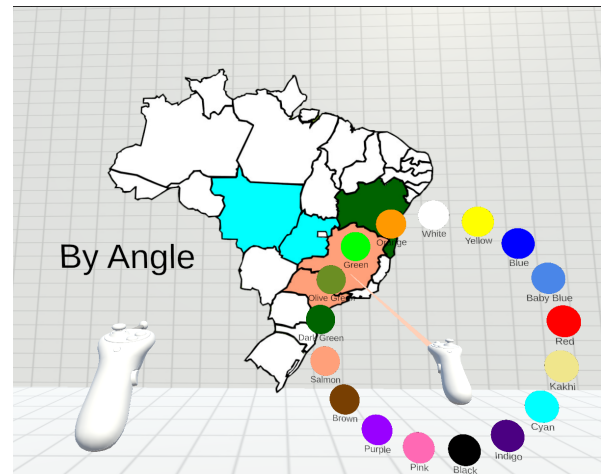 By Angle
White
Yellow
Orange
Blue
Green
Baby Blue
Olive Green
Red
Dark Green
Salmon
Kakhi
Brown
Cyan
Purple
Indigo
Pink
Black